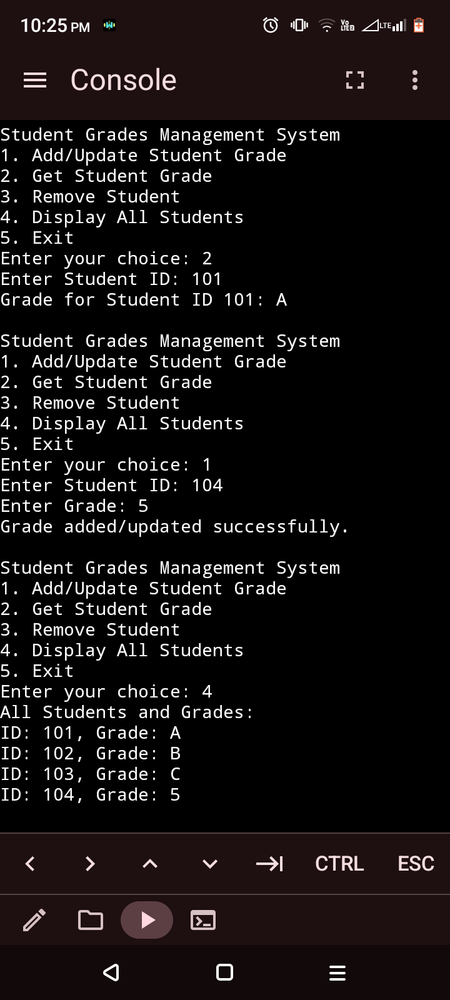 10:25 PM
Vo
LTE 2
LTE
Console
Student Grades Management System
1. Add/Update Student Grade
2. Get Student Grade
3. Remove Student
4. Display All Students
5. Exit
Enter your choice: 2
Enter Student ID: 101
Grade for Student ID 101: A
Student Grades Management System
1. Add/Update Student Grade
2. Get Student Grade
3. Remove Student
4. Display All Students
5. Exit
Enter your choice: 1
Enter Student ID: 104
Enter Grade: 5
Grade added/updated successfully.
Student Grades Management System
1. Add/Update Student Grade
2. Get Student Grade
3. Remove Student
4. Display All Students
5. Exit
Enter your choice: 4
All Students and Grades:
ID: 101, Grade: A
ID: 102, Grade: B
ID: 103, Grade: C
ID: 104, Grade: 5
CTRL
ESC